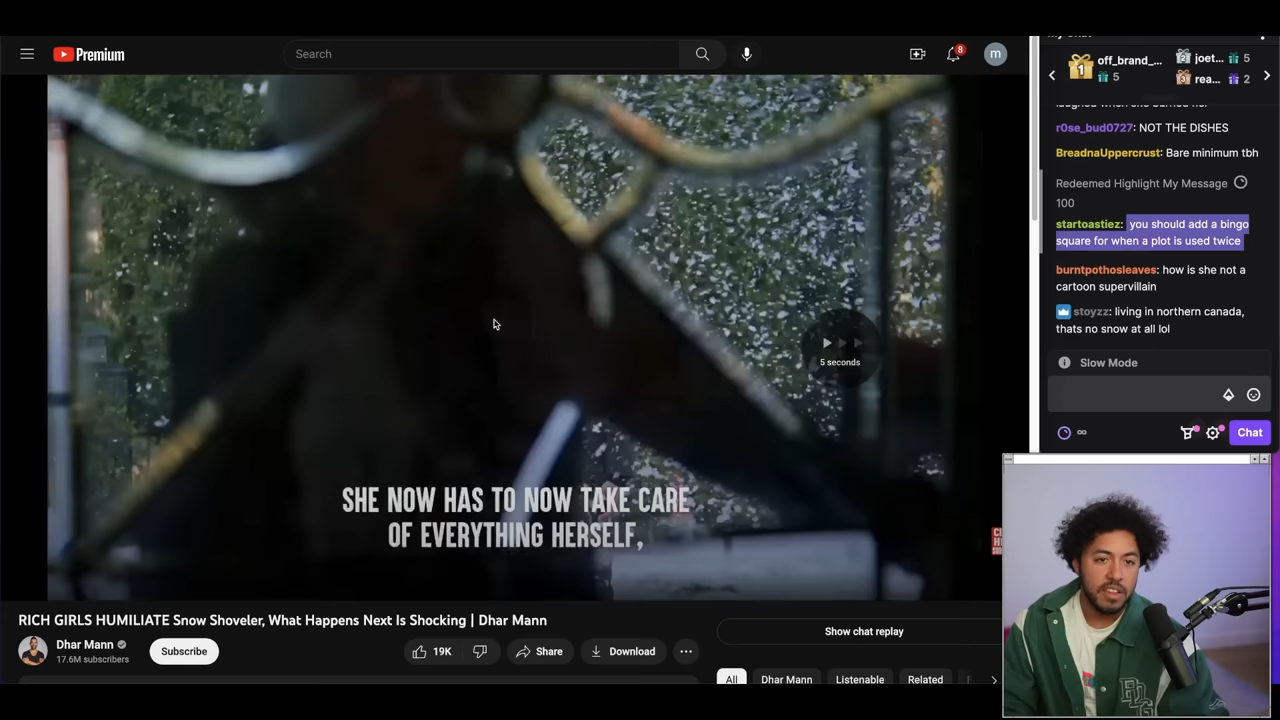 Premium
Search
8
m
off_brand_...
5
joet...
5
rea...
2
1
r0se_bud0727: NOT THE DISHES
BreadnaUppercrust: Bare minimum tbh
Redeemed Highlight My Message
100
startoastiez: you should add a bingo
square for when a plot is used twice
burntpothosleaves: how is she not a
cartoon supervillain
stoyzz: living in northern canada,
thats no snow at all lol
Slow Mode
Chat
5 seconds
SHE NOW HAS TO NOW TAKE CARE
OF EVERYTHING HERSELF,
RICH GIRLS HUMILIATE Snow Shoveler, What Happens Next Is Shocking | Dhar Mann
Dhar Mann
17.6M subscribers
Subscribe
19K
Share
Download
Show chat replay
All
Dhar Mann
Listenable
Related